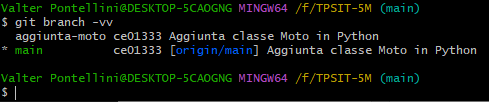 Valter Pontellini@DESKTOP-5CAOGNG MINGW64 /f/TPSIT-5M (main)
$ git branch -vv
  aggiunta-moto ce01333 Aggiunta classe Moto in Python
* main          ce01333 [origin/main] Aggiunta classe Moto in Python

Valter Pontellini@DESKTOP-5CAOGNG MINGW64 /f/TPSIT-5M (main)
$